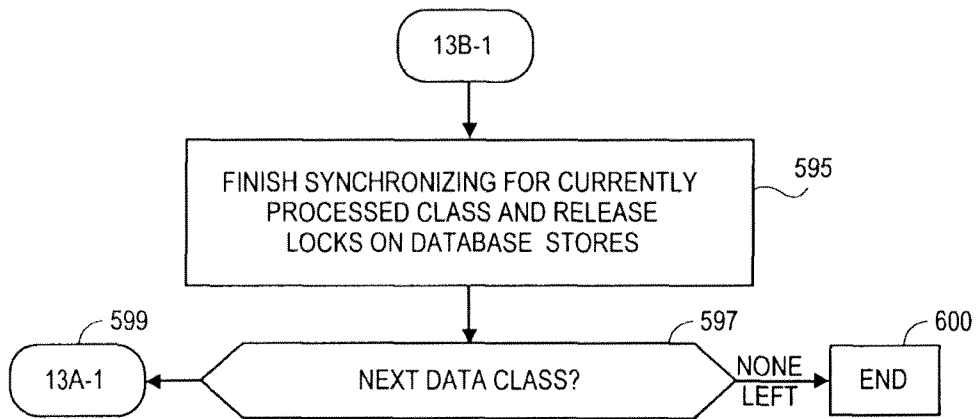 13B-1
FINISH SYNCHRONIZING FOR CURRENTLY
PROCESSED CLASS AND RELEASE
LOCKS ON DATABASE STORES
595
599
13A-1
597
NEXT DATA CLASS?
NONE
LEFT
600
END